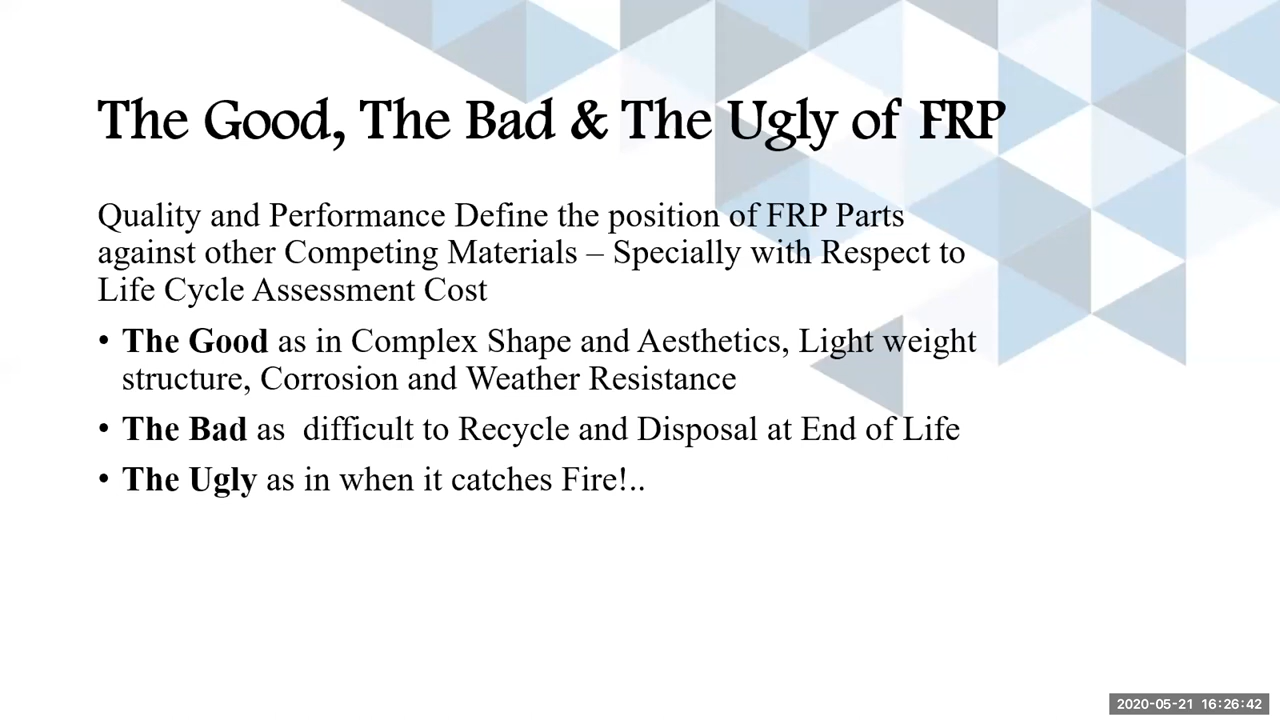 The Good, The Bad & The Ugly of FRP
Quality and Performance Define the position of FRP Parts
against other Competing Materials – Specially with Respect to
Life Cycle Assessment Cost
• The Good as in Complex Shape and Aesthetics, Light weight
structure, Corrosion and Weather Resistance
• The Bad as  difficult to Recycle and Disposal at End of Life
• The Ugly as in when it catches Fire!..
2020-05-21 16:26:42